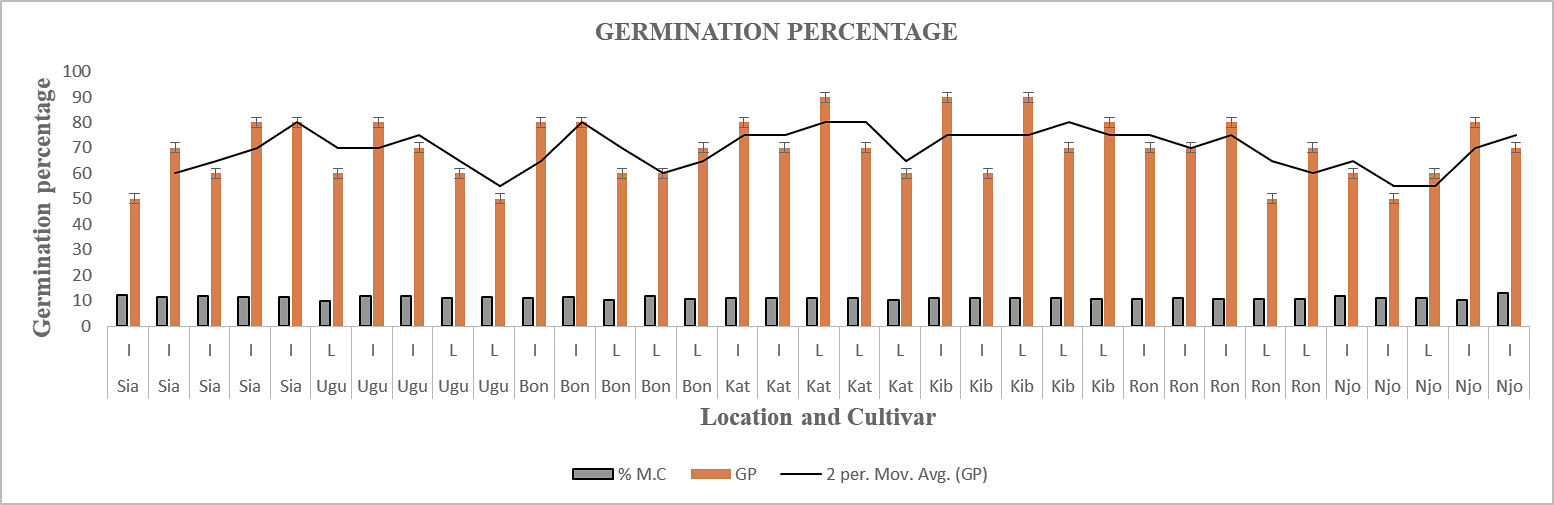 GERMINATION PERCENTAGE
Germination percentage
100
90
80
70
60
50
40
30
20
10
0
I I I I I L I I L L I I L L L I I L L L I I L L L I I I L L I I L I I
Sia Sia Sia Sia Sia Ugu Ugu Ugu Ugu Ugu Bon Bon Bon Bon Bon Kat Kat Kat Kat Kat Kib Kib Kib Kib Kib Ron Ron Ron Ron Ron Njo Njo Njo Njo Njo
Location and Cultivar
% M.C GP 2 per. Mov. Avg. (GP)